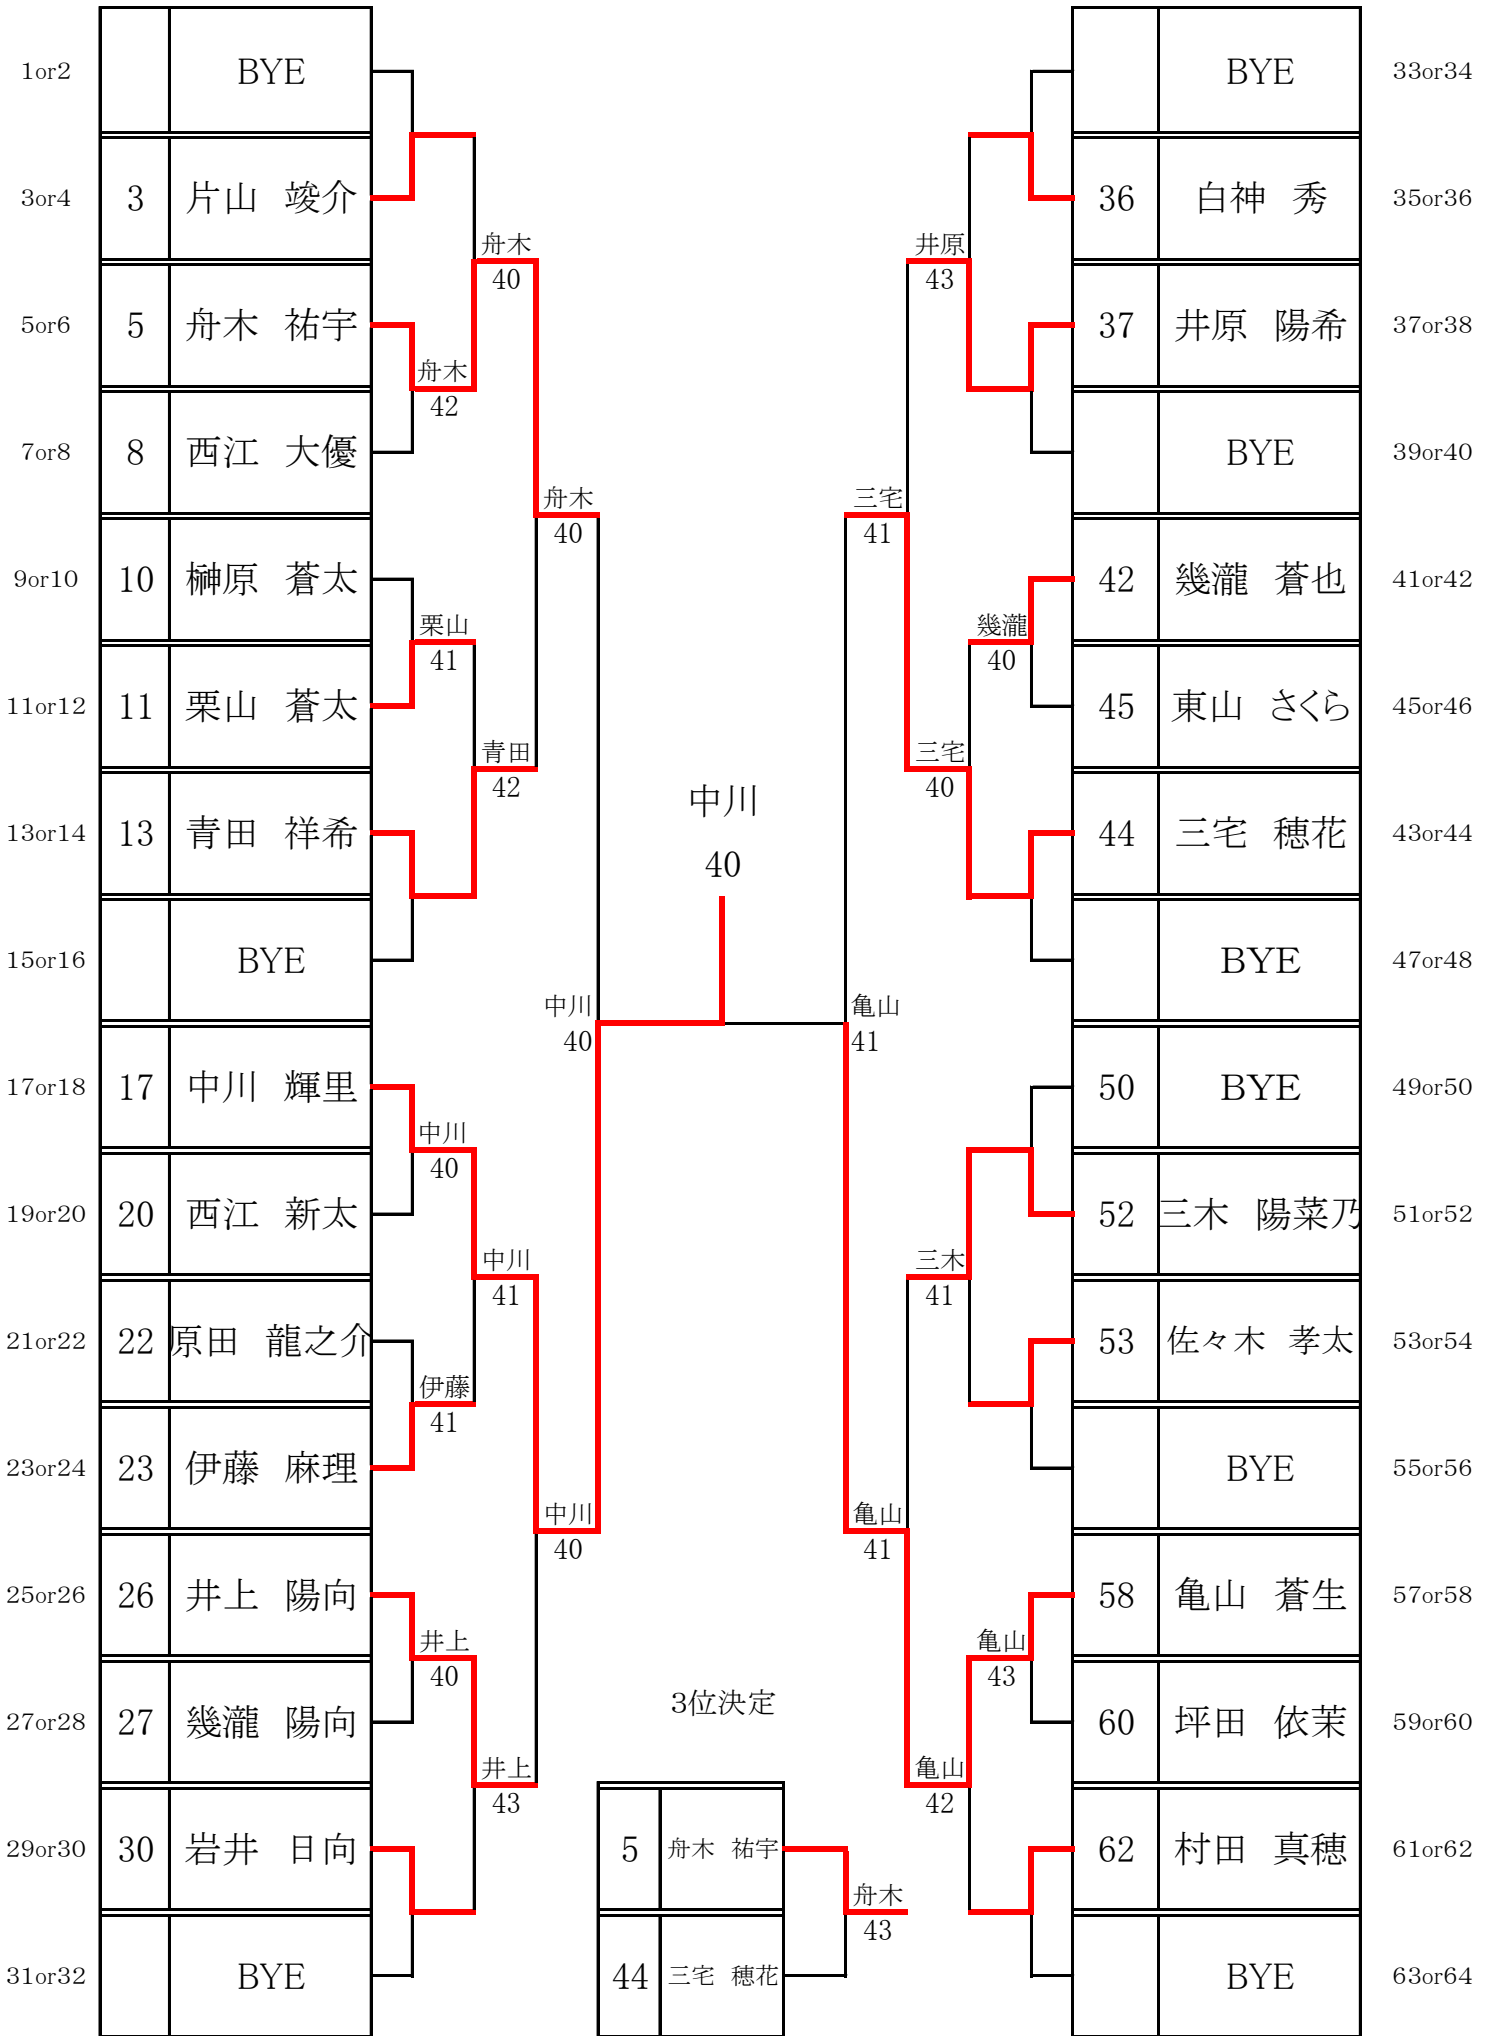 1or2 BYE
3or4 3 片山 竣介
5or6 5 舟木 祐宇
7or8 8 西江 大優
9or10 10 榊原 蒼太
11or12 11 栗山 蒼太
13or14 13 青田 祥希
15or16 BYE
17or18 17 中川 輝里
19or20 20 西江 新太
21or22 22 原田 龍之介
23or24 23 伊藤 麻理
25or26 26 井上 陽向
27or28 27 幾瀧 陽向
29or30 30 岩井 日向
31or32 BYE
舟木
42
栗山
41
中川
40
伊藤
41
井上
40
舟木
40
青田
42
中川
41
井上
43
舟木
40
中川
40
中川
40
中川
40
亀山
41
三宅
41
亀山
41
井原
43
三宅
40
三木
41
亀山
42
幾瀧
40
亀山
43
BYE 33or34
36 白神 秀 35or36
37 井原 陽希 37or38
BYE 39or40
42 幾瀧 蒼也 41or42
45 東山 さくら 45or46
44 三宅 穂花 43or44
BYE 47or48
50 BYE 49or50
52 三木 陽菜乃 51or52
53 佐々木 孝太 53or54
BYE 55or56
58 亀山 蒼生 57or58
60 坪田 依茉 59or60
62 村田 真穂 61or62
BYE 63or64
3位決定
5 舟木 祐宇
44 三宅 穂花
舟木
43